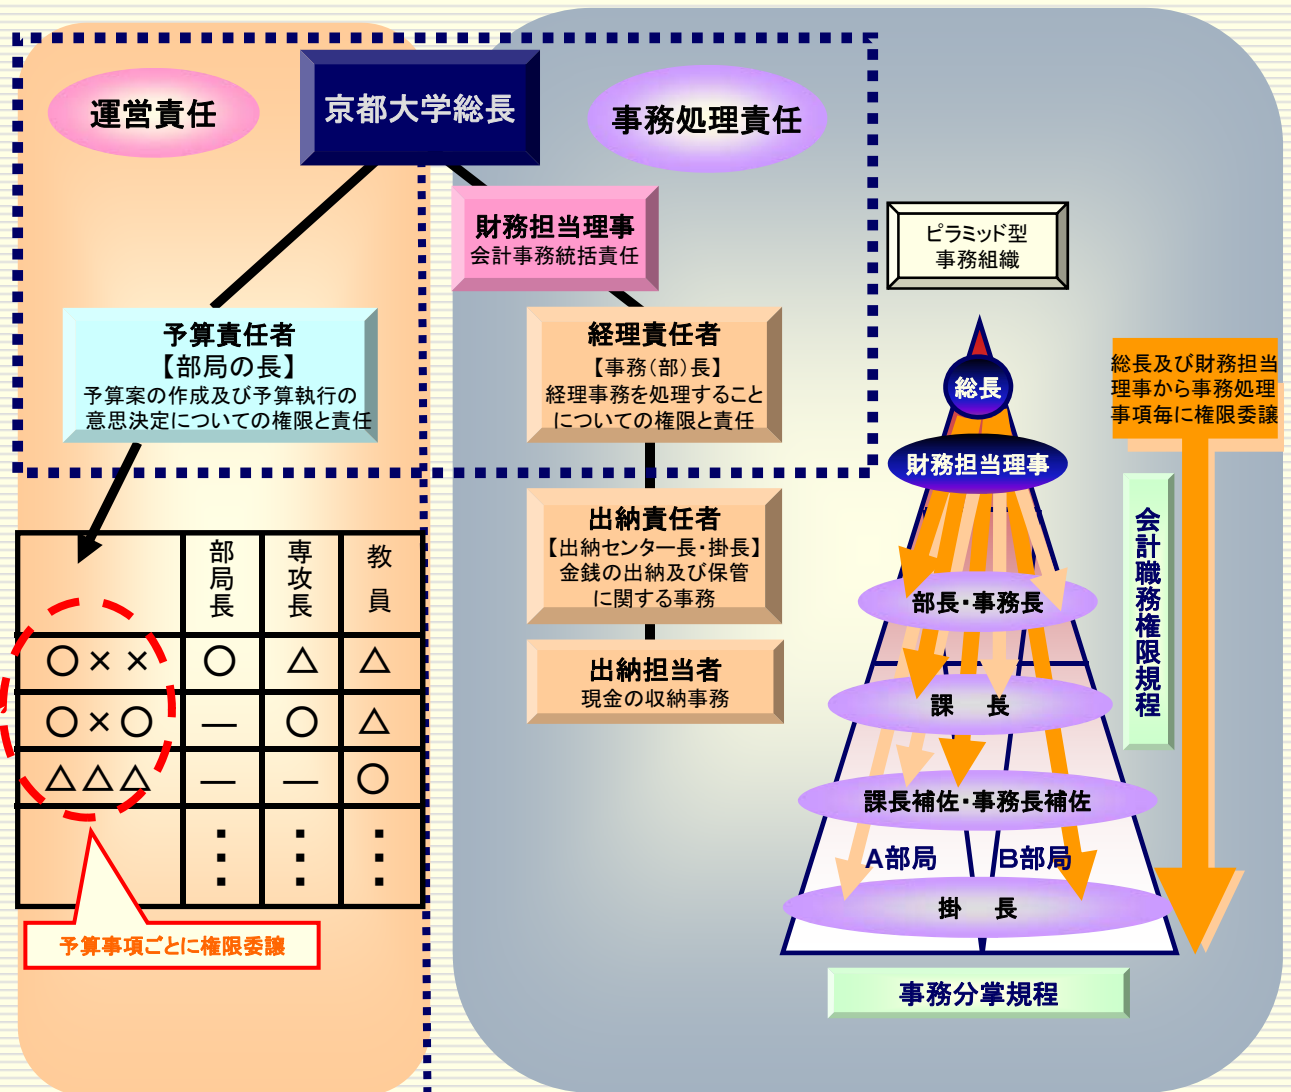 運営責任
京都大学総長
事務処理責任
財務担当理事
会計事務統括責任
予算責任者
【部局の長】
予算案の作成及び予算執行の
意思決定についての権限と責任
経理責任者
【事務(部)長】
経理事務を処理すること
についての権限と責任
出納責任者
【出納センター長・掛長】
金銭の出納及び保管
に関する事務
出納担当者
現金の収納事務
部局長
専攻長
教員
○××
○
△
△
○×○
―
○
△
△△△
―
―
○
⋮
⋮
⋮
予算事項ごとに権限委譲
ピラミッド型
事務組織
総長
財務担当理事
部長・事務長
課 長
課長補佐・事務長補佐
A部局
B部局
掛 長
総長及び財務担当
理事から事務処理
事項毎に権限委譲
会計職務権限規程
事務分掌規程